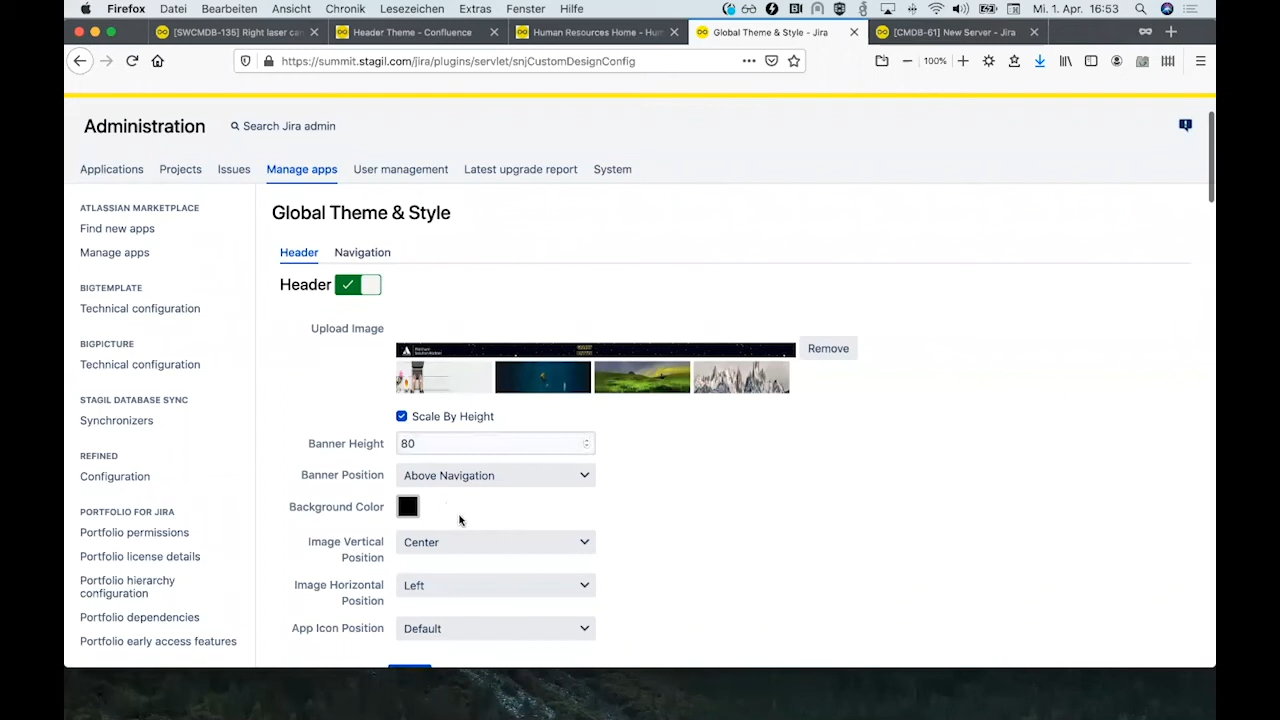 Firefox Datei Bearbeiten Ansicht Chronik Lesezeichen Extras Fenster Hilfe Mi. 1. Apr. 16:53
[SWCMDB-135] Right laser can Header Theme - Confluence Human Resources Home - Hum Global Theme & Style - Jira [CMDB-61] New Server - Jira
https://summit.stagil.com/jira/plugins/servlet/snjCustomDesignConfig 100%
Administration Search Jira admin
Applications Projects Issues Manage apps User management Latest upgrade report System
ATLASSIAN MARKETPLACE
Find new apps
Manage apps
BIGTEMPLATE
Technical configuration
BIGPICTURE
Technical configuration
STAGIL DATABASE SYNC
Synchronizers
REFINED
Configuration
PORTFOLIO FOR JIRA
Portfolio permissions
Portfolio license details
Portfolio hierarchy
configuration
Portfolio dependencies
Portfolio early access features
Global Theme & Style
Header Navigation
Header
Upload Image
Remove
Scale By Height
Banner Height 80
Banner Position Above Navigation
Background Color
Image Vertical
Position Center
Image Horizontal
Position Left
App Icon Position Default